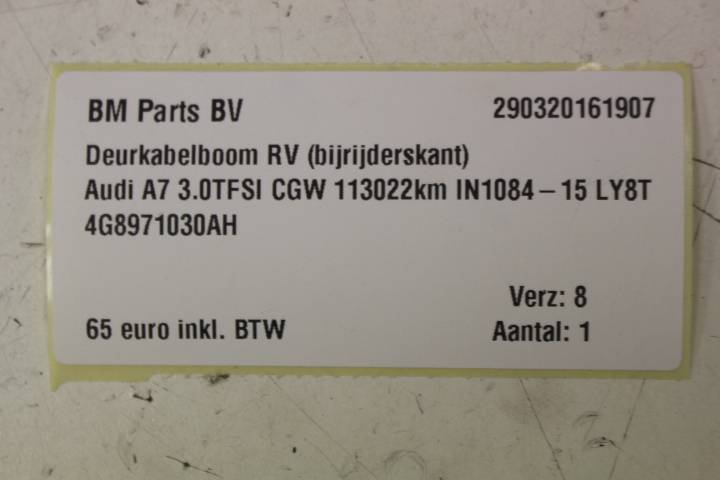 BM Parts BV 290320161907
Deurkabelboom RV (bijrijderskant)
Audi A7 3.0TFSI CGW 113022km IN1084 – 15 LY8T
4G8971030AH
Verz: 8
65 euro inkl. BTW Aantal: 1